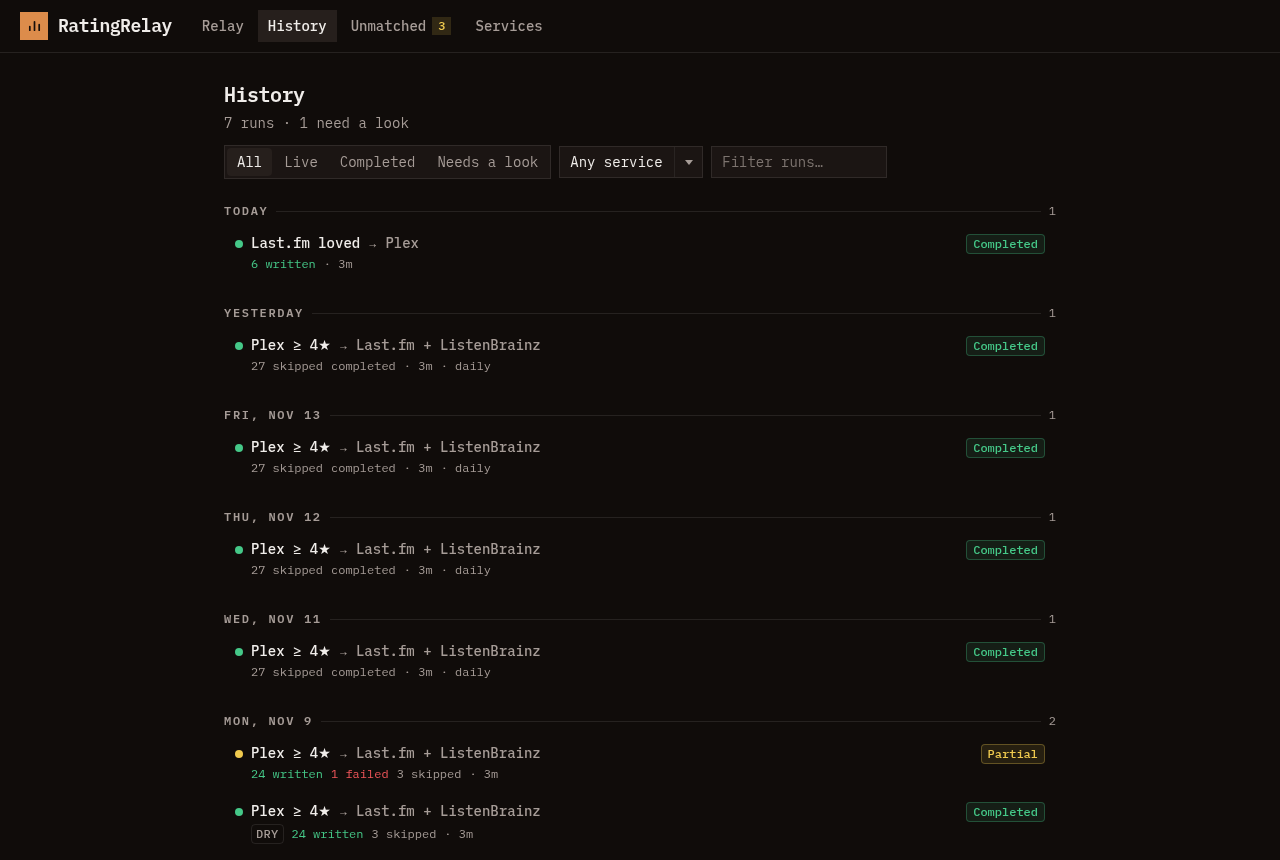 RatingRelay Relay History Unmatched 3 Services
History
7 runs · 1 need a look
All Live Completed Needs a look Any service Filter runs…
TODAY 1
Last.fm loved → Plex Completed
6 written · 3m
YESTERDAY 1
Plex ≥ 4★ → Last.fm + ListenBrainz Completed
27 skipped completed · 3m · daily
FRI, NOV 13 1
Plex ≥ 4★ → Last.fm + ListenBrainz Completed
27 skipped completed · 3m · daily
THU, NOV 12 1
Plex ≥ 4★ → Last.fm + ListenBrainz Completed
27 skipped completed · 3m · daily
WED, NOV 11 1
Plex ≥ 4★ → Last.fm + ListenBrainz Completed
27 skipped completed · 3m · daily
MON, NOV 9 2
Plex ≥ 4★ → Last.fm + ListenBrainz Partial
24 written 1 failed 3 skipped · 3m
Plex ≥ 4★ → Last.fm + ListenBrainz Completed
DRY 24 written 3 skipped · 3m